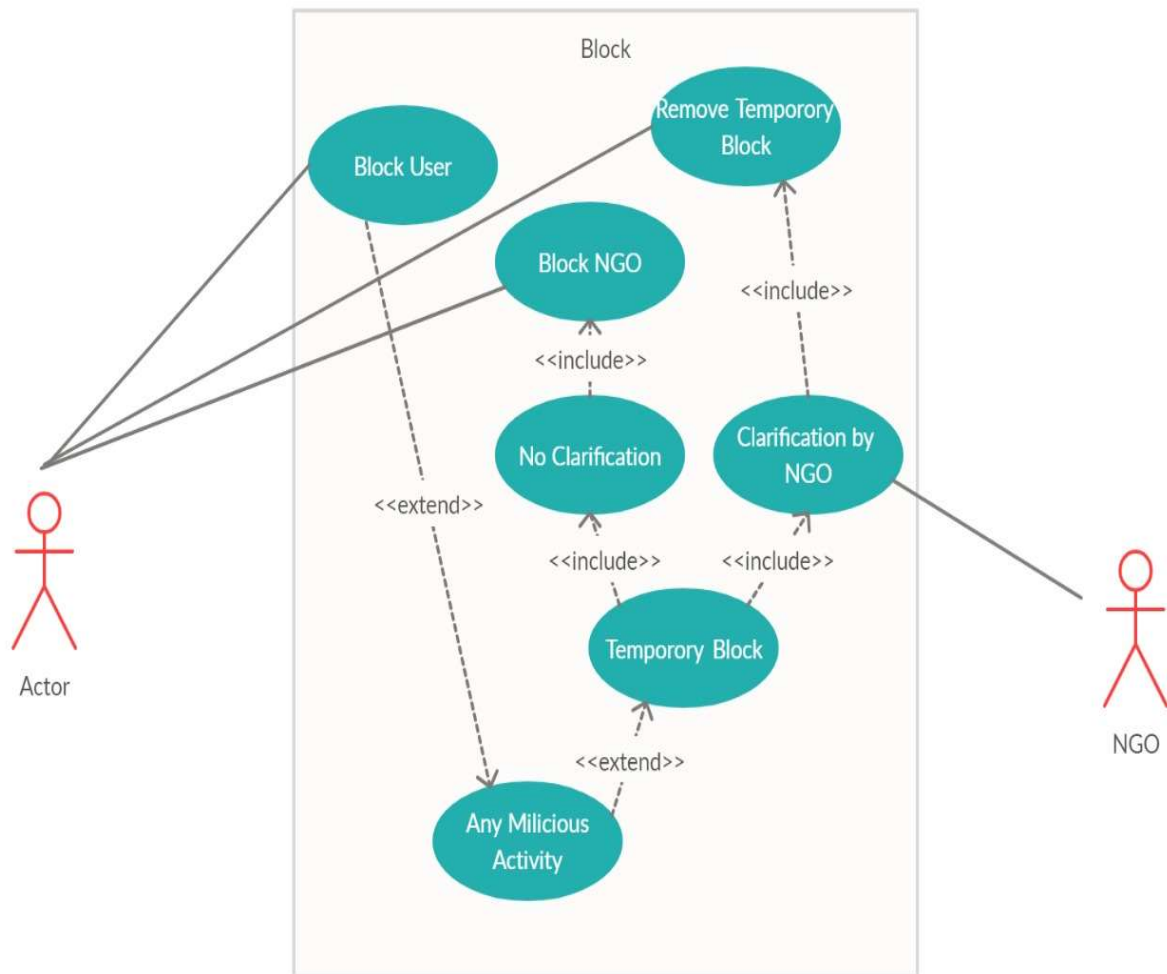 Block
Remove Temporory
Block
Block User
Block NGO
<<include>>
<<include>>
No Clarification
Clarification by
NGO
<<extend>>
<<include>>
<<include>>
Temporory Block
Actor
NGO
<<extend>>
Any Milicious
Activity